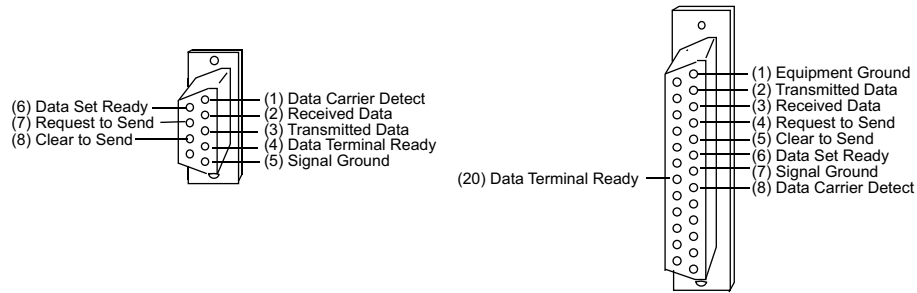 (6) Data Set Ready
(7) Request to Send
(8) Clear to Send
(1) Data Carrier Detect
(2) Received Data
(3) Transmitted Data
(4) Data Terminal Ready
(5) Signal Ground
(20) Data Terminal Ready
(1) Equipment Ground
(2) Transmitted Data
(3) Received Data
(4) Request to Send
(5) Clear to Send
(6) Data Set Ready
(7) Signal Ground
(8) Data Carrier Detect